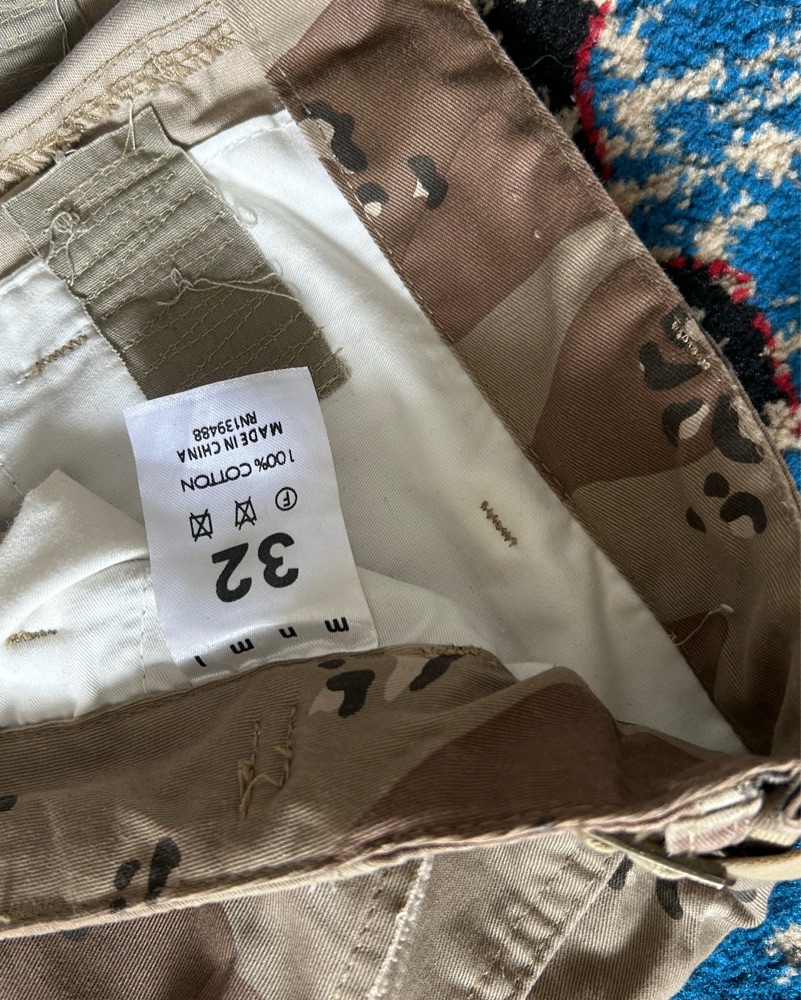 m n m l
32
F
100% COTTON
MADE IN CHINA
RN139488